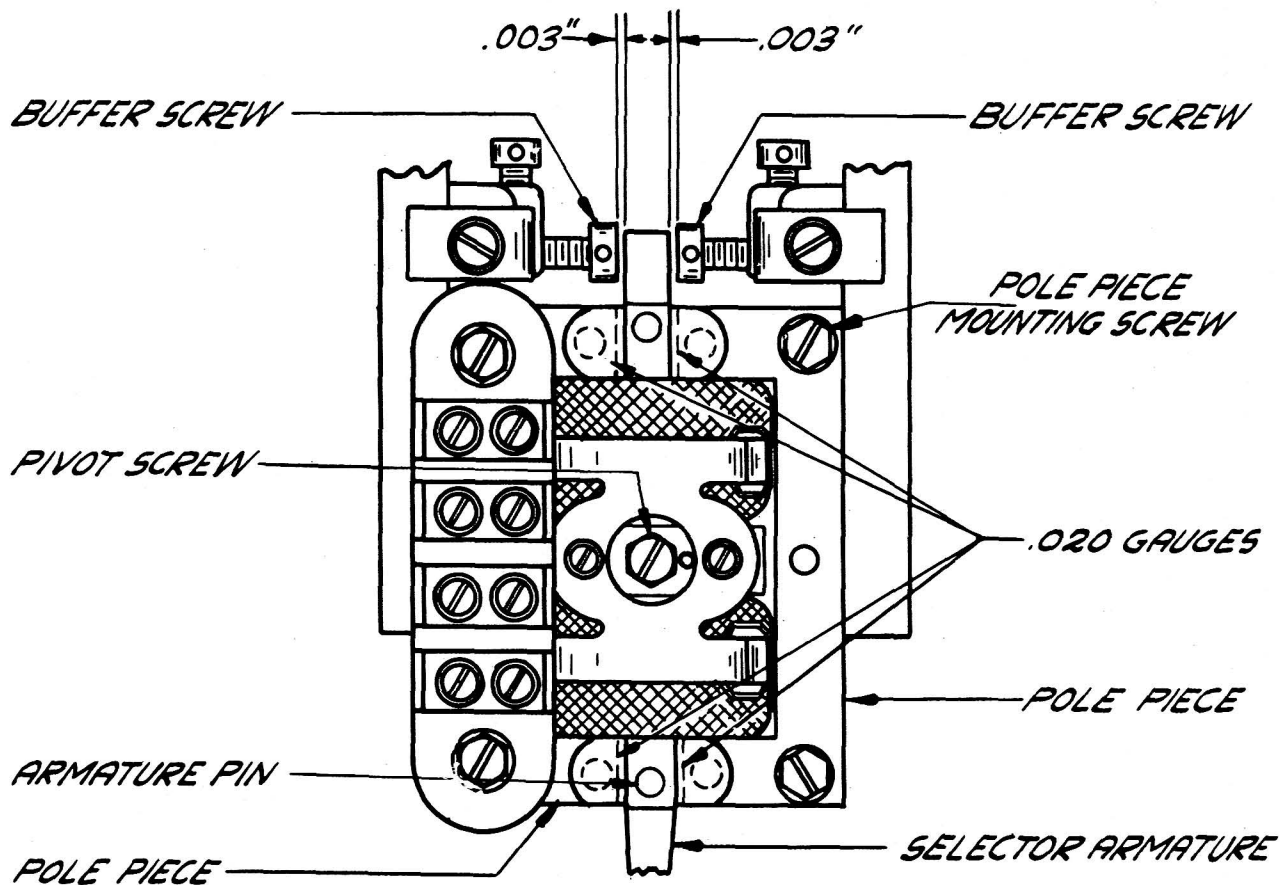 .003" .003"
BUFFER SCREW
BUFFER SCREW
POLE PIECE
MOUNTING SCREW
PIVOT SCREW
.020 GAUGES
POLE PIECE
ARMATURE PIN
SELECTOR ARMATURE
POLE PIECE